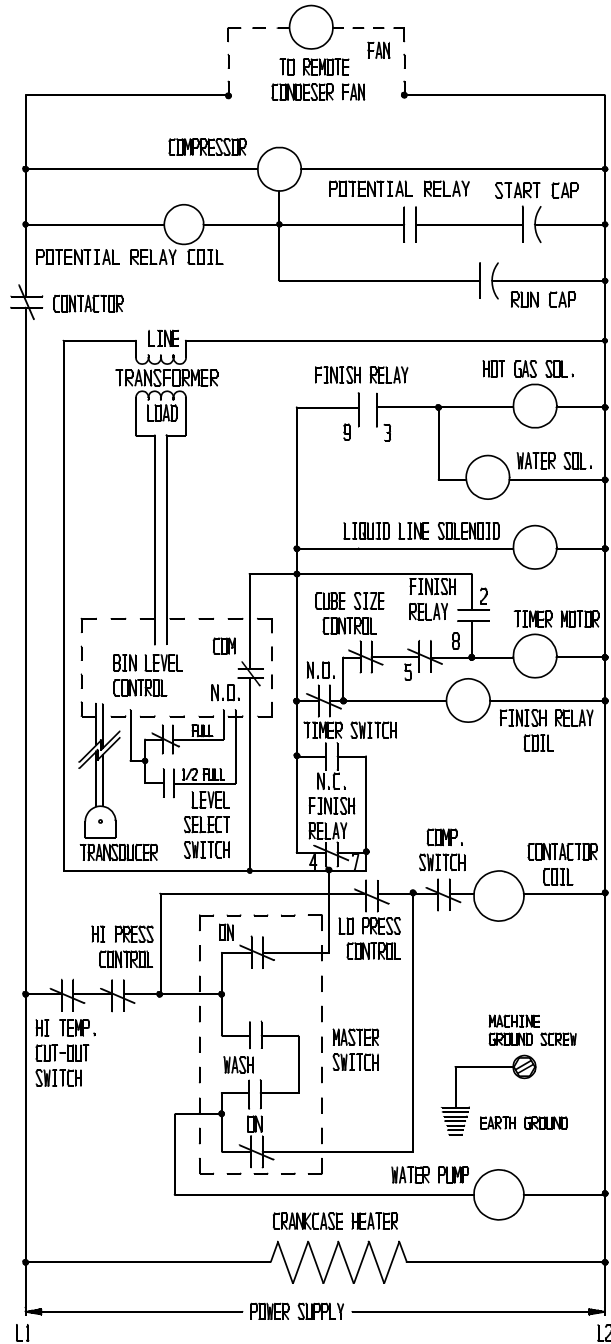 FAN
TO REMOTE
CONDESER FAN
COMPRESSOR
POTENTIAL RELAY
START CAP
POTENTIAL RELAY COIL
CONTACTOR
RUN CAP
LINE
TRANSFORMER
LOAD
FINISH RELAY
9 3
HOT GAS SOL.
WATER SOL.
LIQUID LINE SOLENOID
CUBE SIZE
CONTROL
FINISH
RELAY
2
8
5
TIMER MOTOR
COM
BIN LEVEL
CONTROL
N.O.
N.O.
TIMER SWITCH
FINISH RELAY
COIL
FULL
1/2 FULL
LEVEL
SELECT
SWITCH
TRANSDUCER
N.C.
FINISH
RELAY
4 7
COMP.
SWITCH
CONTACTOR
COIL
LO PRESS
CONTROL
HI PRESS
CONTROL
ON
HI TEMP.
CUT-OUT
SWITCH
WASH
MASTER
SWITCH
ON
MACHINE
GROUND SCREW
EARTH GROUND
WATER PUMP
CRANKCASE HEATER
POWER SUPPLY
L1 L2